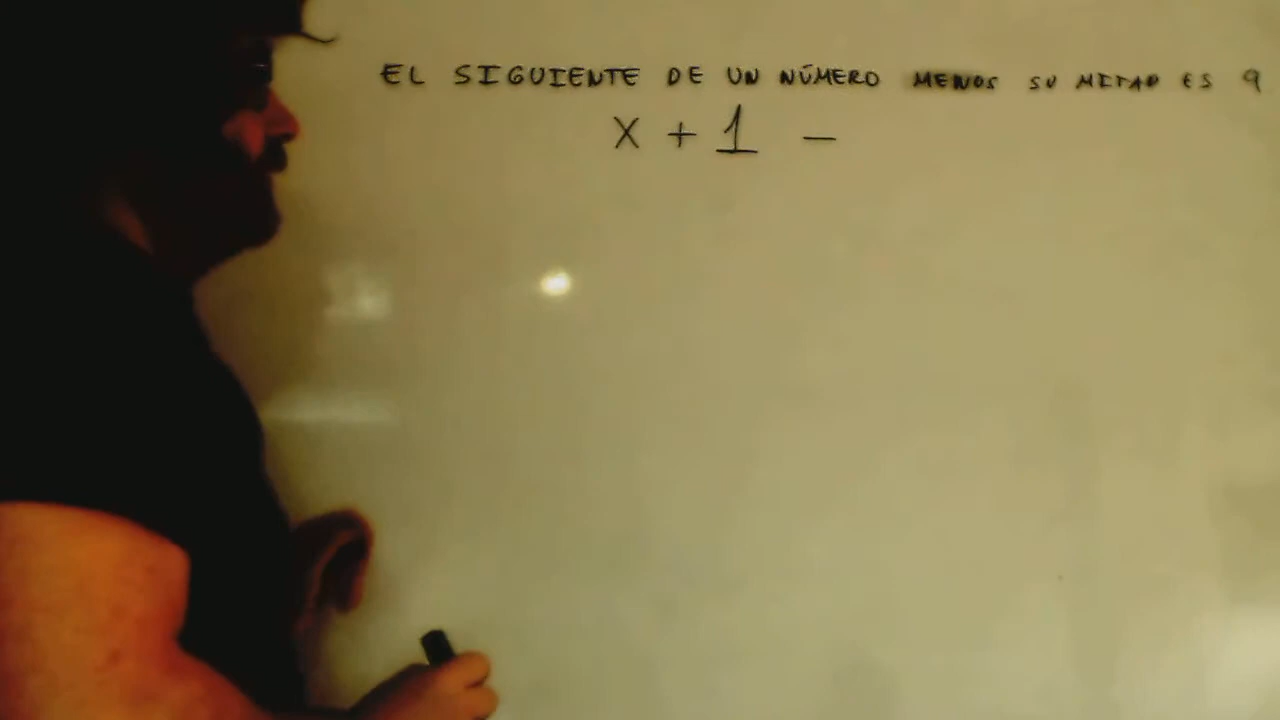 EL SIGUIENTE DE UN NÚMERO MENOS SU MITAD ES 9
X + 1 −